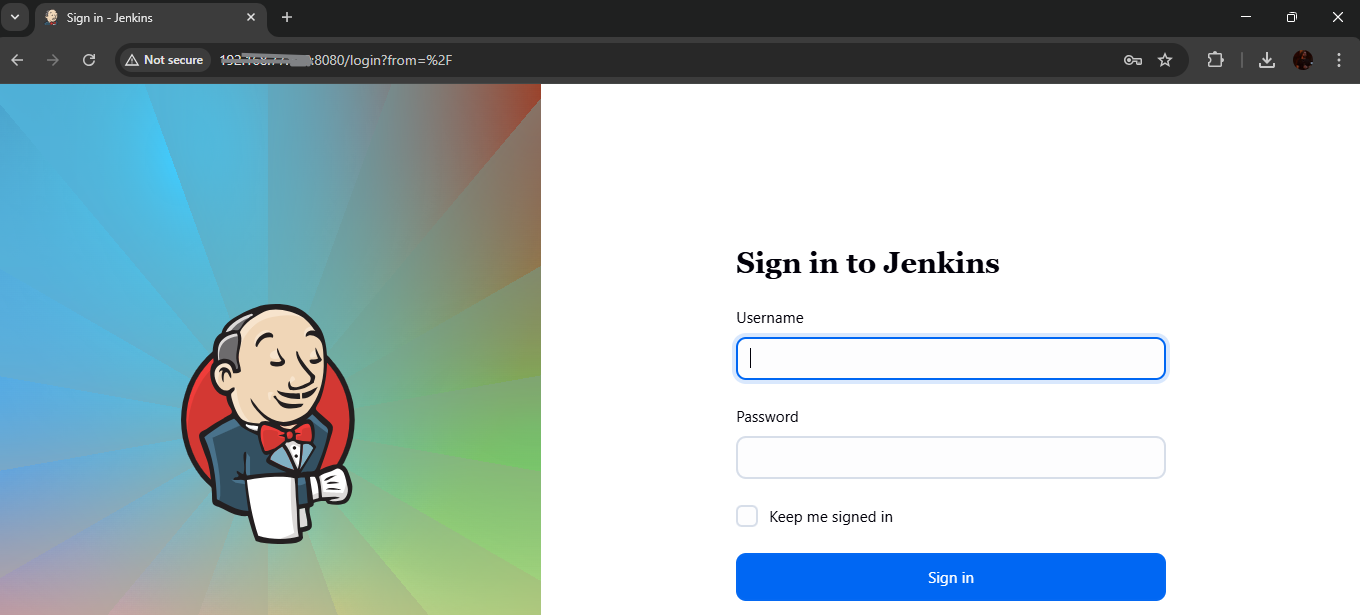 Sign in - Jenkins
Not secure
:8080/login?from=%2F
Sign in to Jenkins
Username
Password
Keep me signed in
Sign in